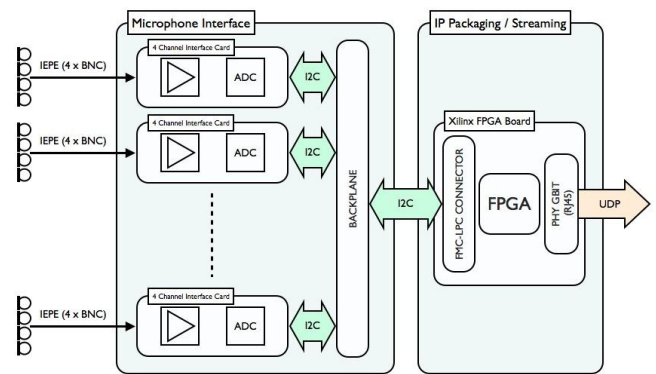 Microphone Interface
IP Packaging / Streaming
4 Channel Interface Card
IEPE (4 x BNC)
ADC
I2C
4 Channel Interface Card
IEPE (4 x BNC)
ADC
I2C
BACKPLANE
I2C
Xilinx FPGA Board
FMC-LPC CONNECTOR
FPGA
PHY GBIT
(RJ45)
UDP
4 Channel Interface Card
IEPE (4 x BNC)
ADC
I2C